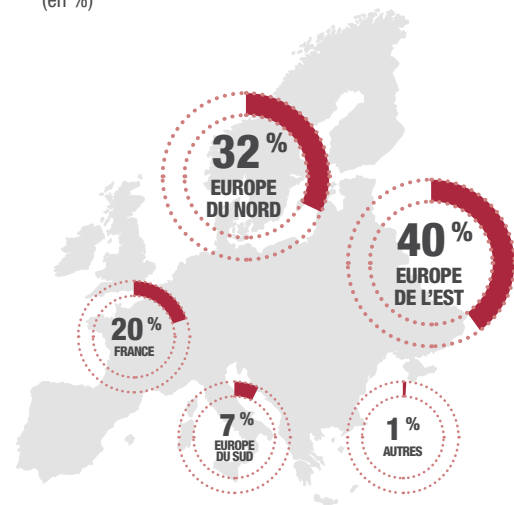 (en %)
32 %
EUROPE
DU NORD
40 %
EUROPE
DE L'EST
20 %
FRANCE
7 %
EUROPE
DU SUD
1 %
AUTRES